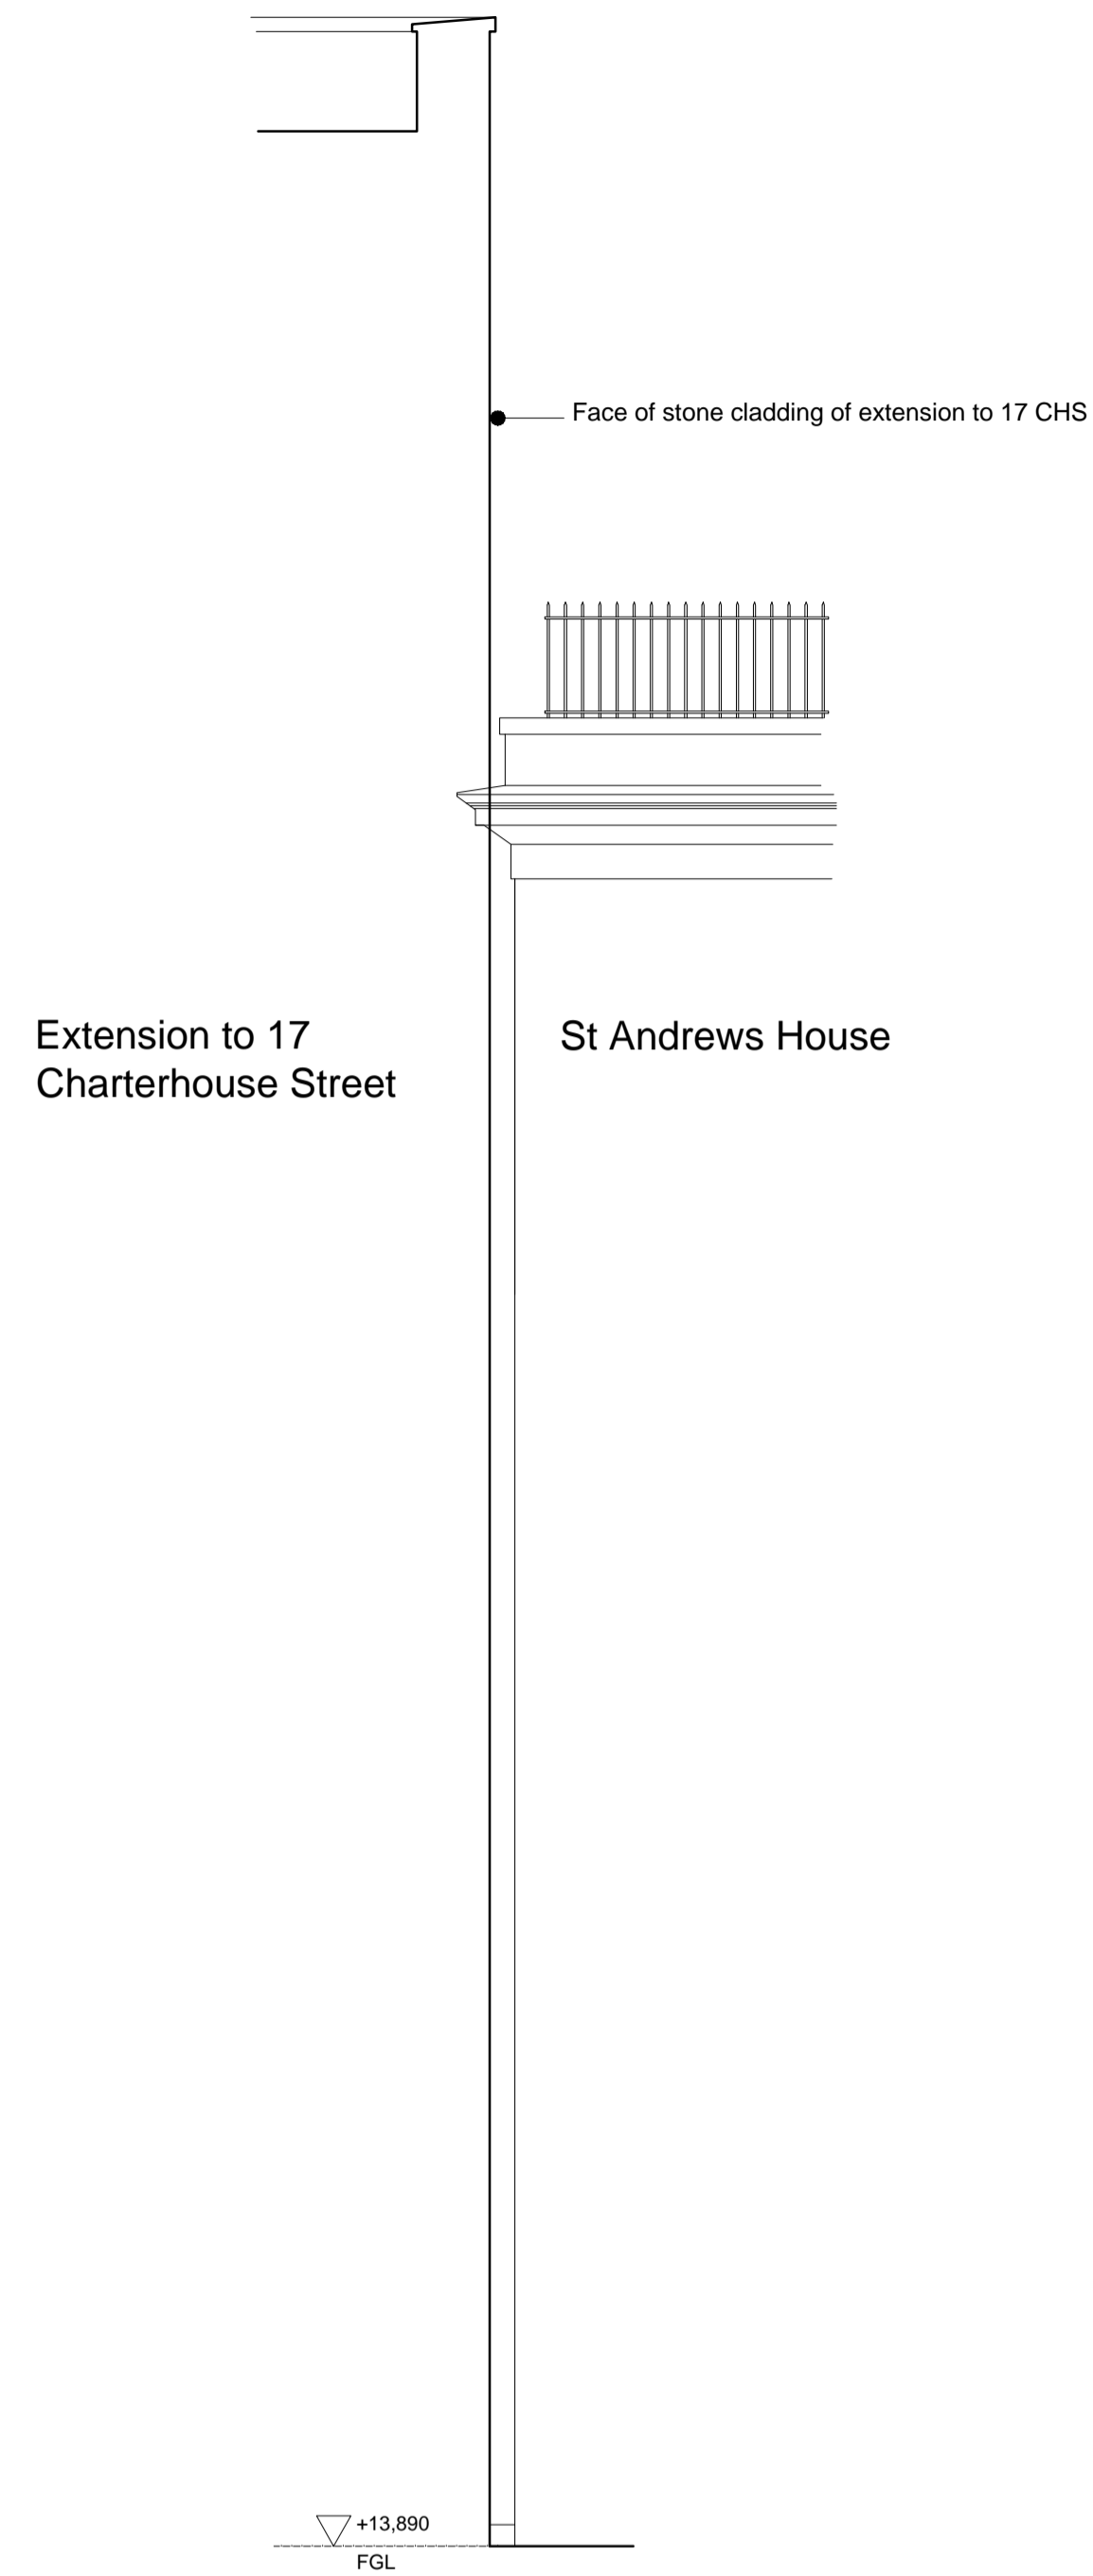 Face of stone cladding of extension to 17 CHS
Extension to 17
Charterhouse Street
St Andrews House
+13,890
FGL